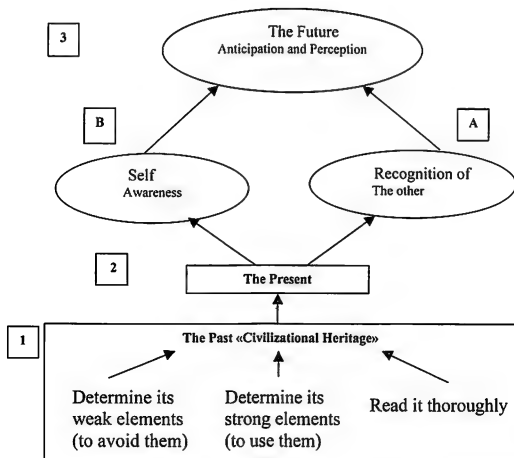 3
The Future
Anticipation and Perception
B
A
Self
Awareness
Recognition of
The other
2
The Present
1
The Past «Civilizational Heritage»
Determine its
weak elements
(to avoid them)
Determine its
strong elements
(to use them)
Read it thoroughly